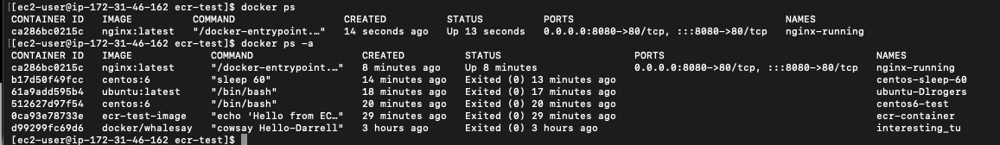 [[ec2-user@ip-172-31-46-162 ecr-test]$ docker ps
CONTAINER ID   IMAGE          COMMAND                  CREATED          STATUS          PORTS                                   NAMES
ca286bc0215c   nginx:latest   "/docker-entrypoint.…"   14 seconds ago   Up 13 seconds   0.0.0.0:8080->80/tcp, :::8080->80/tcp   nginx-running
[[ec2-user@ip-172-31-46-162 ecr-test]$ docker ps -a
CONTAINER ID   IMAGE             COMMAND                  CREATED          STATUS                      PORTS                                   NAMES
ca286bc0215c   nginx:latest      "/docker-entrypoint.…"   8 minutes ago    Up 8 minutes                0.0.0.0:8080->80/tcp, :::8080->80/tcp   nginx-running
b17d50f49fcc   centos:6          "sleep 60"               14 minutes ago   Exited (0) 13 minutes ago                                           centos-sleep-60
61a9add595b4   ubuntu:latest     "/bin/bash"              18 minutes ago   Exited (0) 17 minutes ago                                           ubuntu-Dlrogers
512627d97f54   centos:6          "/bin/bash"              20 minutes ago   Exited (0) 20 minutes ago                                           centos6-test
0ca93e78733e   ecr-test-image    "echo 'Hello from EC…"   29 minutes ago   Exited (0) 29 minutes ago                                           ecr-container
d99299fc69d6   docker/whalesay   "cowsay Hello-Darrell"   3 hours ago      Exited (0) 3 hours ago                                              interesting_tu
[ec2-user@ip-172-31-46-162 ecr-test]$